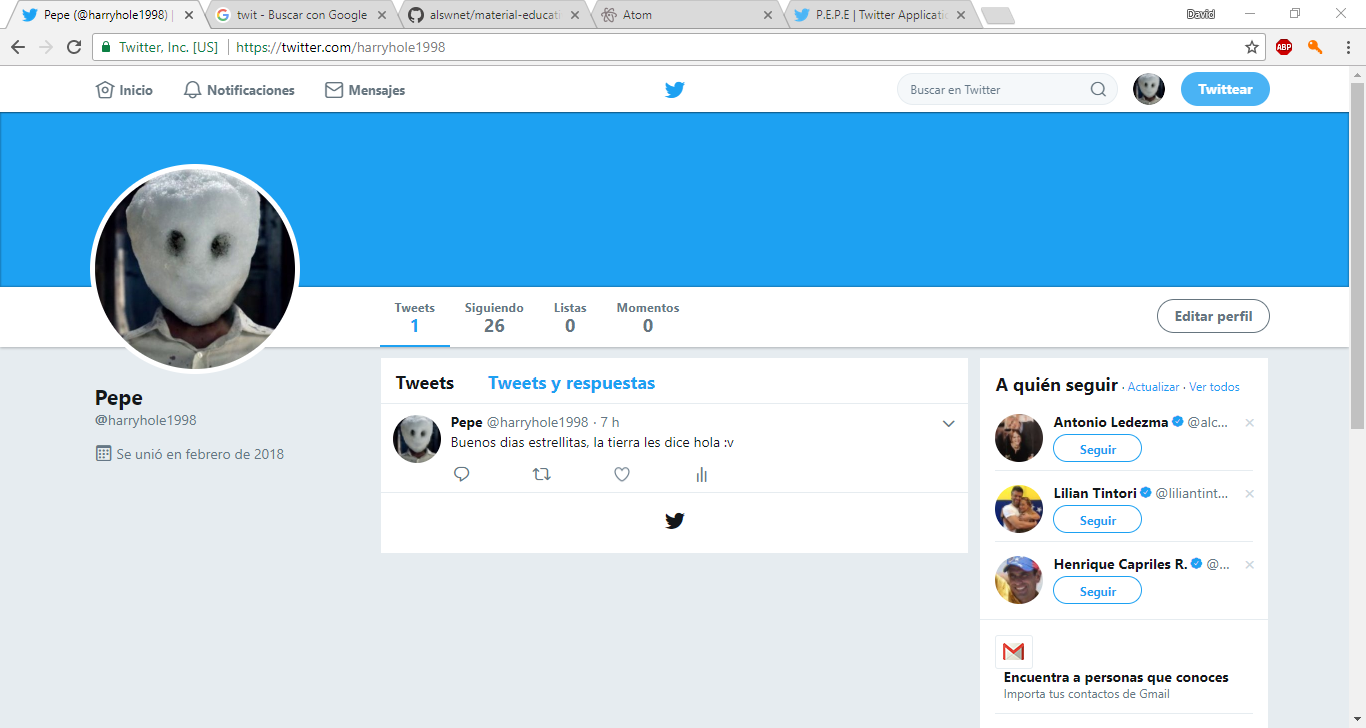 Pepe (@harryhole1998) |
twit - Buscar con Google
alswnet/material-educati
Atom
P.E.P.E | Twitter Applicatio
David
Twitter, Inc. [US]
https://twitter.com/harryhole1998
ABP
Inicio
Notificaciones
Mensajes
Buscar en Twitter
Twittear
Tweets
1
Siguiendo
26
Listas
0
Momentos
0
Editar perfil
Pepe
@harryhole1998
Se unió en febrero de 2018
Tweets
Tweets y respuestas
Pepe @harryhole1998 · 7 h
Buenos dias estrellitas, la tierra les dice hola :v
A quién seguir · Actualizar · Ver todos
Antonio Ledezma @alc...
Seguir
Lilian Tintori @liliantint...
Seguir
Henrique Capriles R. @...
Seguir
Encuentra a personas que conoces
Importa tus contactos de Gmail